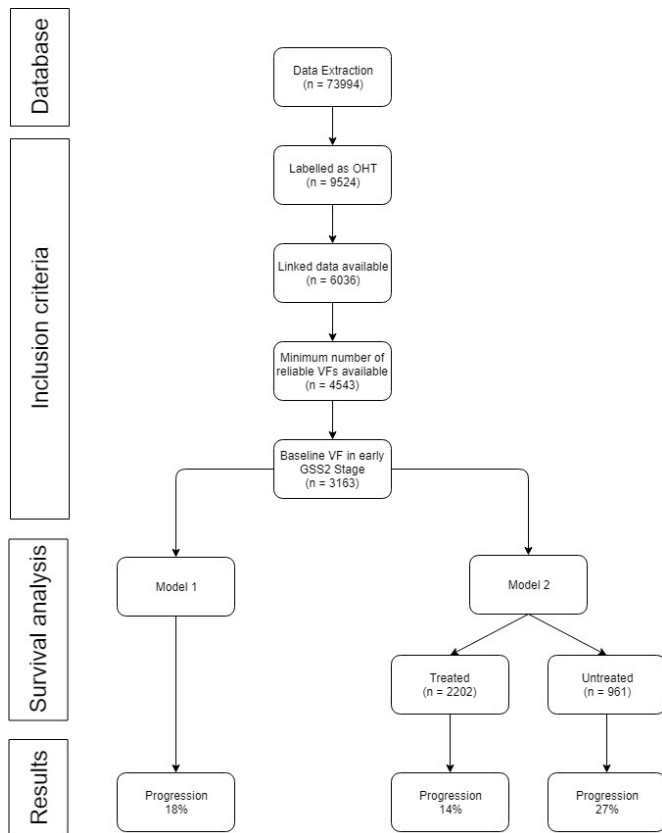 Database
Data Extraction
(n = 73994)
Inclusion criteria
Labelled as OHT
(n = 9524)
Linked data available
(n = 6036)
Minimum number of
reliable VFs available
(n = 4543)
Baseline VF in early
GSS2 Stage
(n = 3163)
Survival analysis
Model 1
Model 2
Treated
(n = 2202)
Untreated
(n = 961)
Results
Progression
18%
Progression
14%
Progression
27%